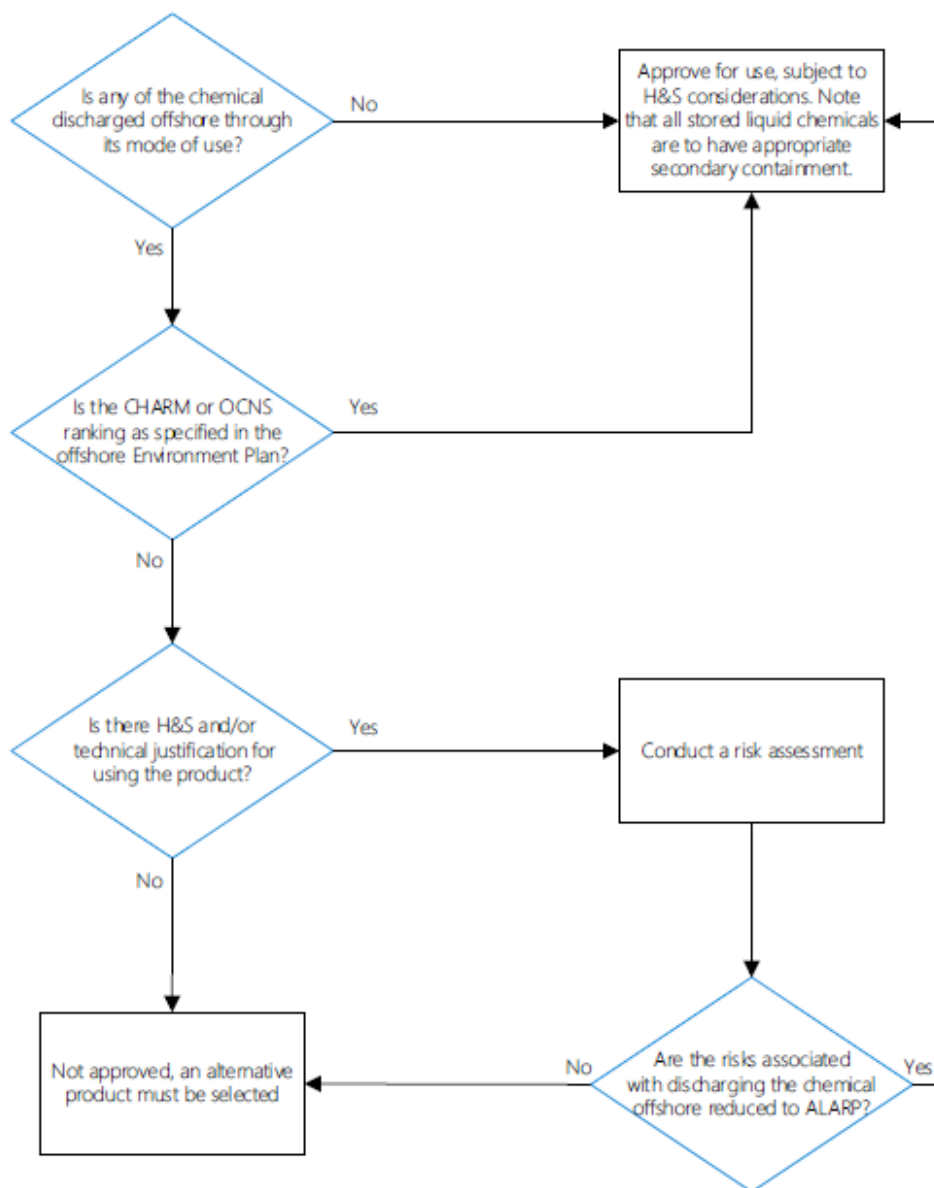 Is any of the chemical
discharged offshore through
its mode of use?
No
Approve for use, subject to
H&S considerations. Note
that all stored liquid chemicals
are to have appropriate
secondary containment.
Yes
Is the CHARM or OCNS
ranking as specified in the
offshore Environment Plan?
Yes
No
Is there H&S and/or
technical justification for
using the product?
Yes
Conduct a risk assessment
No
Not approved, an alternative
product must be selected
No
Are the risks associated
with discharging the chemical
offshore reduced to ALARP?
Yes